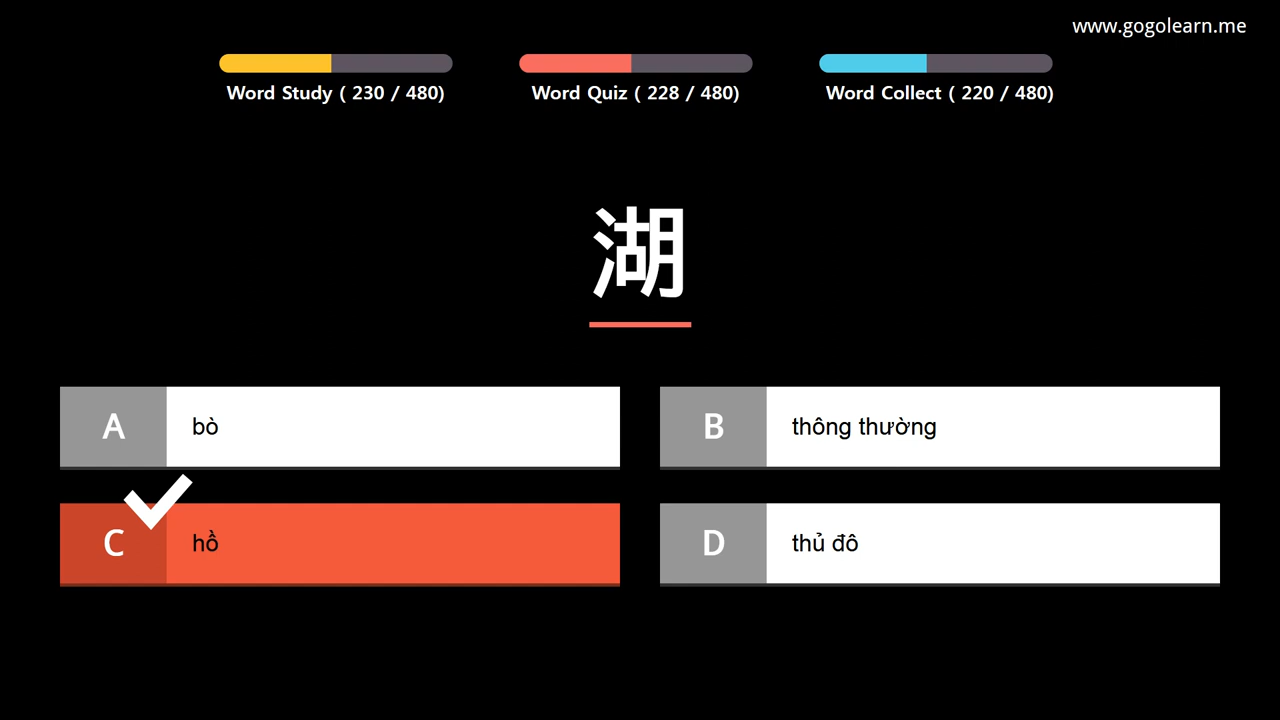 www.gogolearn.me
Word Study ( 230 / 480)
Word Quiz ( 228 / 480)
Word Collect ( 220 / 480)
湖
A bò
B thông thường
C hồ
D thủ đô